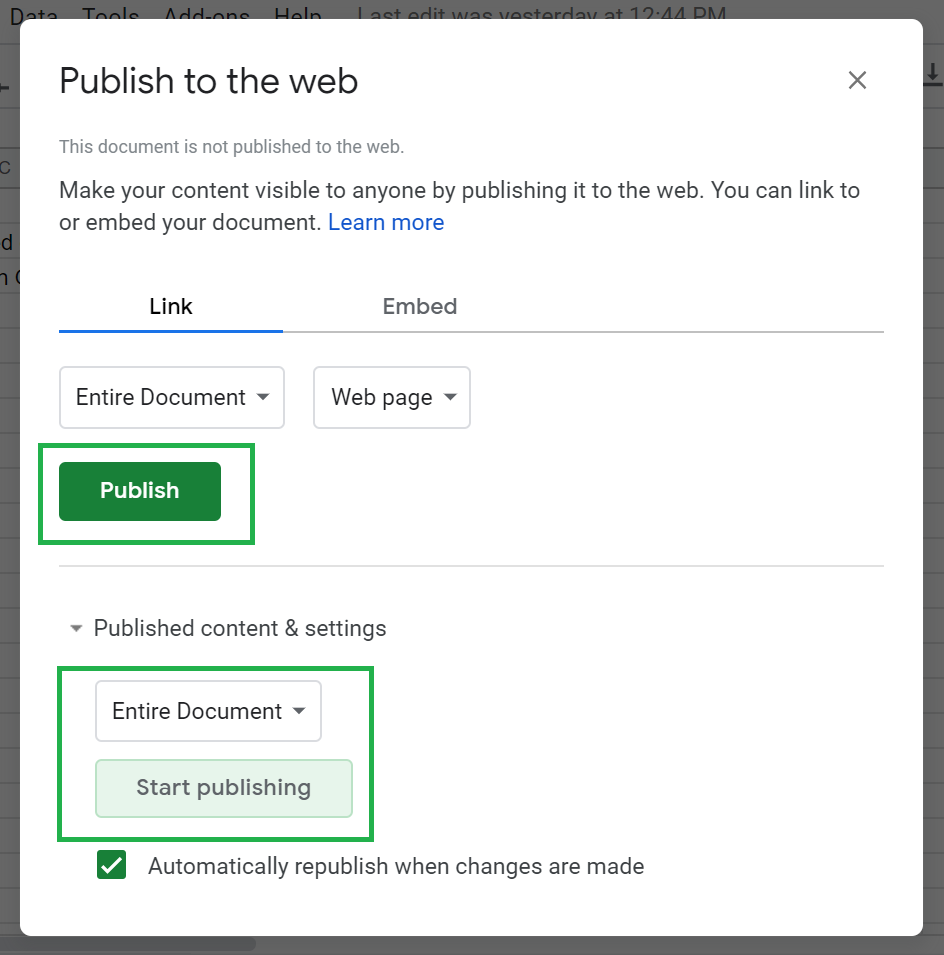 Data Tools Add-ons Help Last edit was yesterday at 12:44 PM
Publish to the web
This document is not published to the web.
Make your content visible to anyone by publishing it to the web. You can link to
or embed your document. Learn more
Link Embed
Entire Document Web page
Publish
Published content & settings
Entire Document
Start publishing
Automatically republish when changes are made